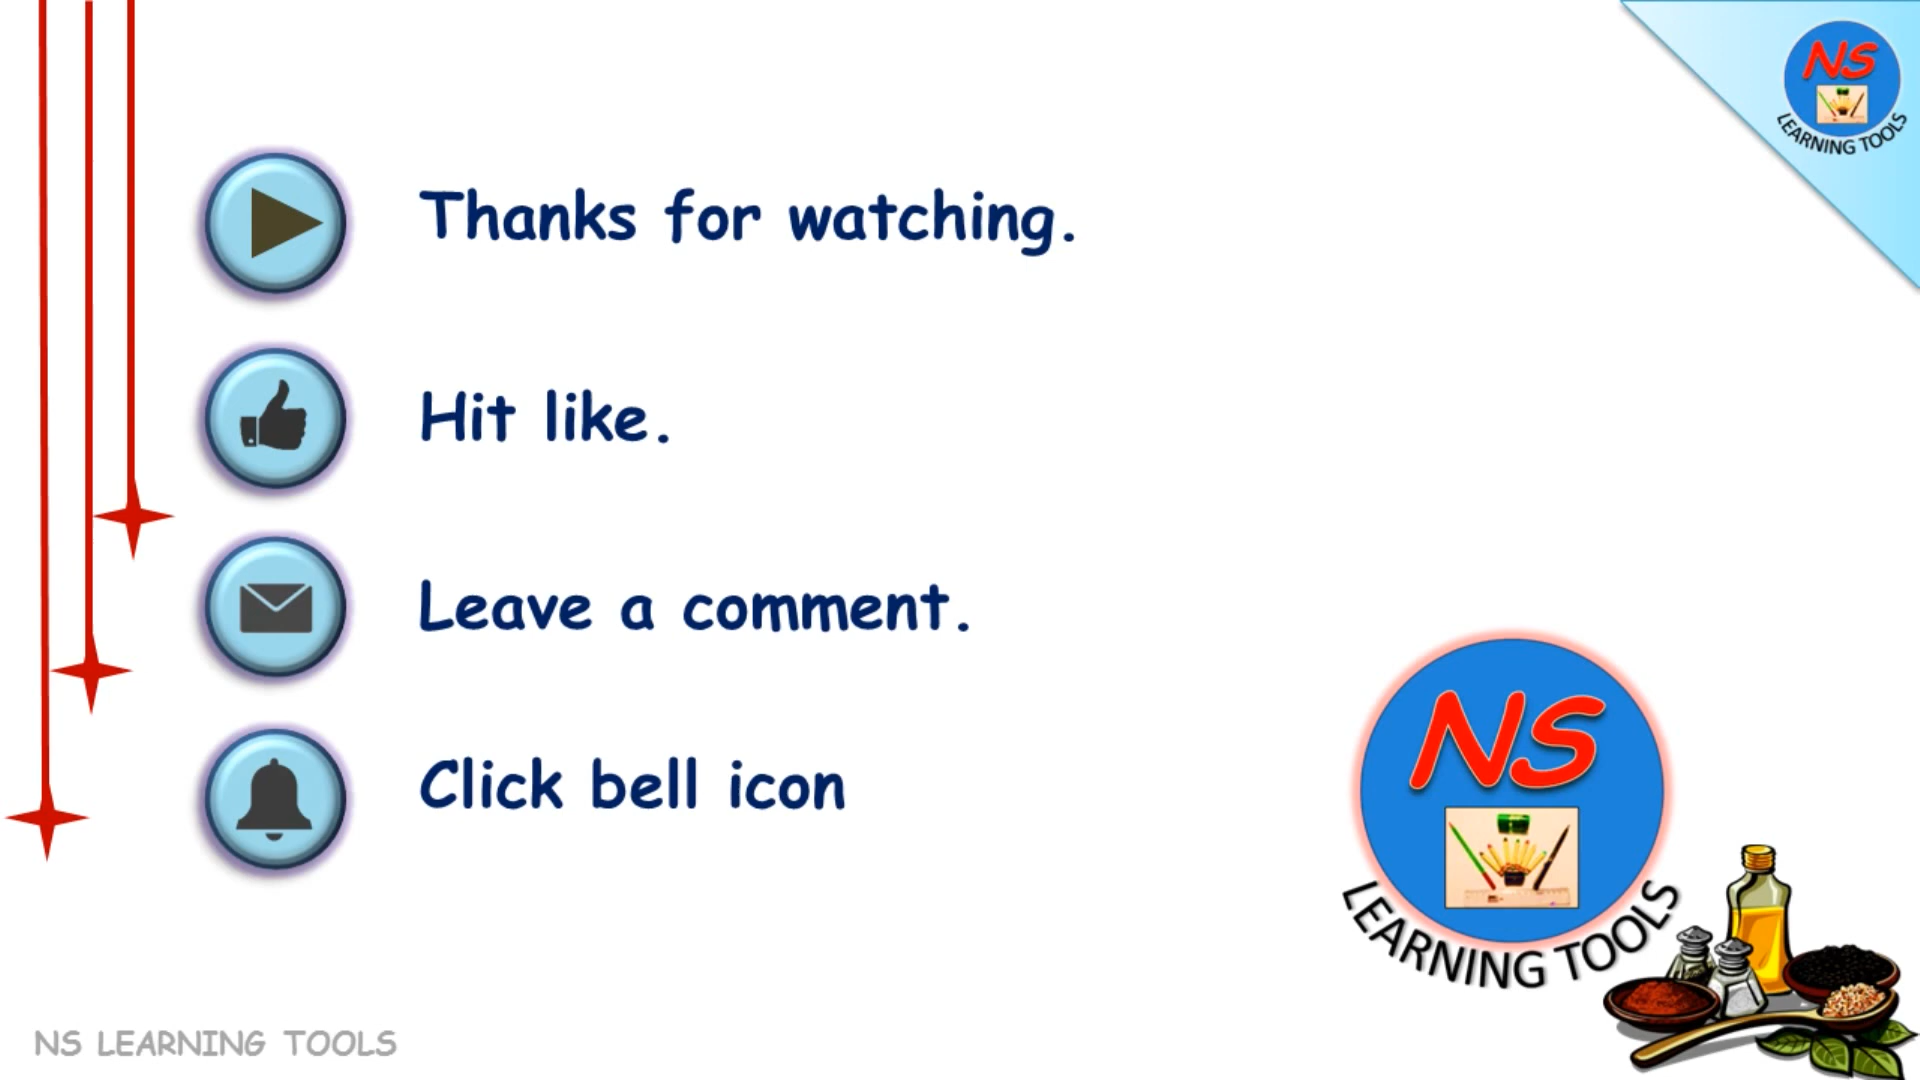 NS
LEARNING TOOLS
Thanks for watching.
Hit like.
Leave a comment.
Click bell icon
NS
LEARNING TOOLS
NS LEARNING TOOLS